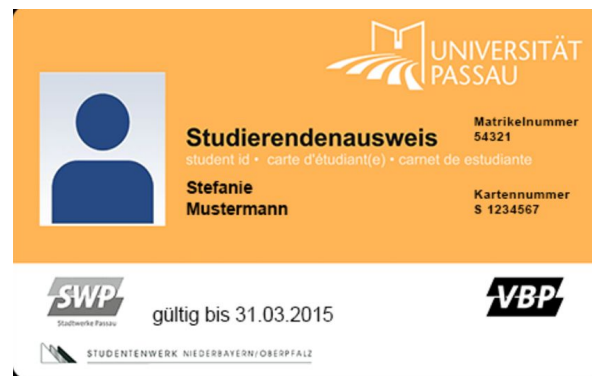 UNIVERSITÄT
PASSAU
Matrikelnummer
54321
Studierendenausweis
student id • carte d'étudiant(e) • carnet de estudiante
Stefanie
Mustermann
Kartennummer
S 1234567
SWP
Stadtwerke Passau
gültig bis 31.03.2015
VBP
STUDENTENWERK NIEDERBAYERN/OBERPFALZ